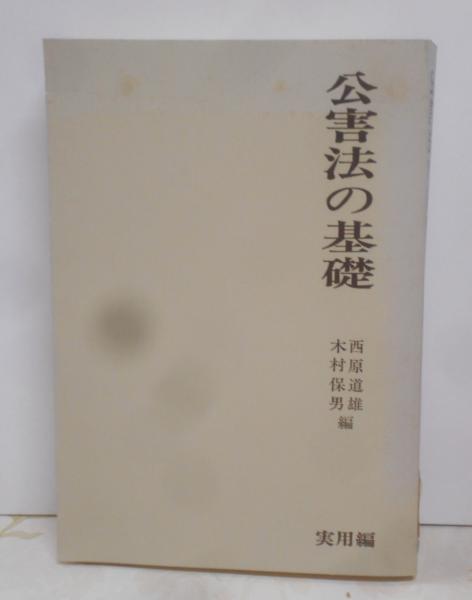 公害法の基礎
西原道雄
木村保男
編
実用編